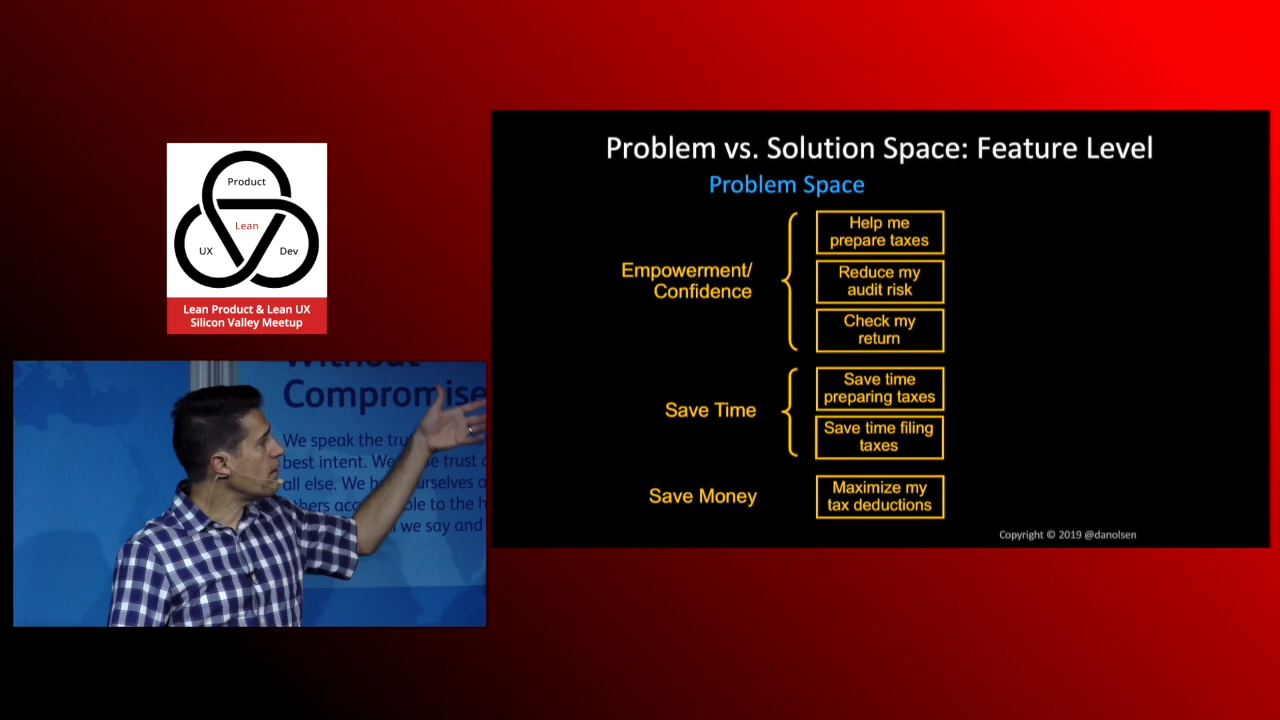 Product
Lean
UX
Dev
Lean Product & Lean UX
Silicon Valley Meetup
Compromise
We speak the
best intent. We trust
all else. We
to the
we say and
Problem vs. Solution Space: Feature Level
Problem Space
Empowerment/
Confidence
Help me
prepare taxes
Reduce my
audit risk
Check my
return
Save Time
Save time
preparing taxes
Save time filing
taxes
Save Money
Maximize my
tax deductions
Copyright © 2019 @danolsen